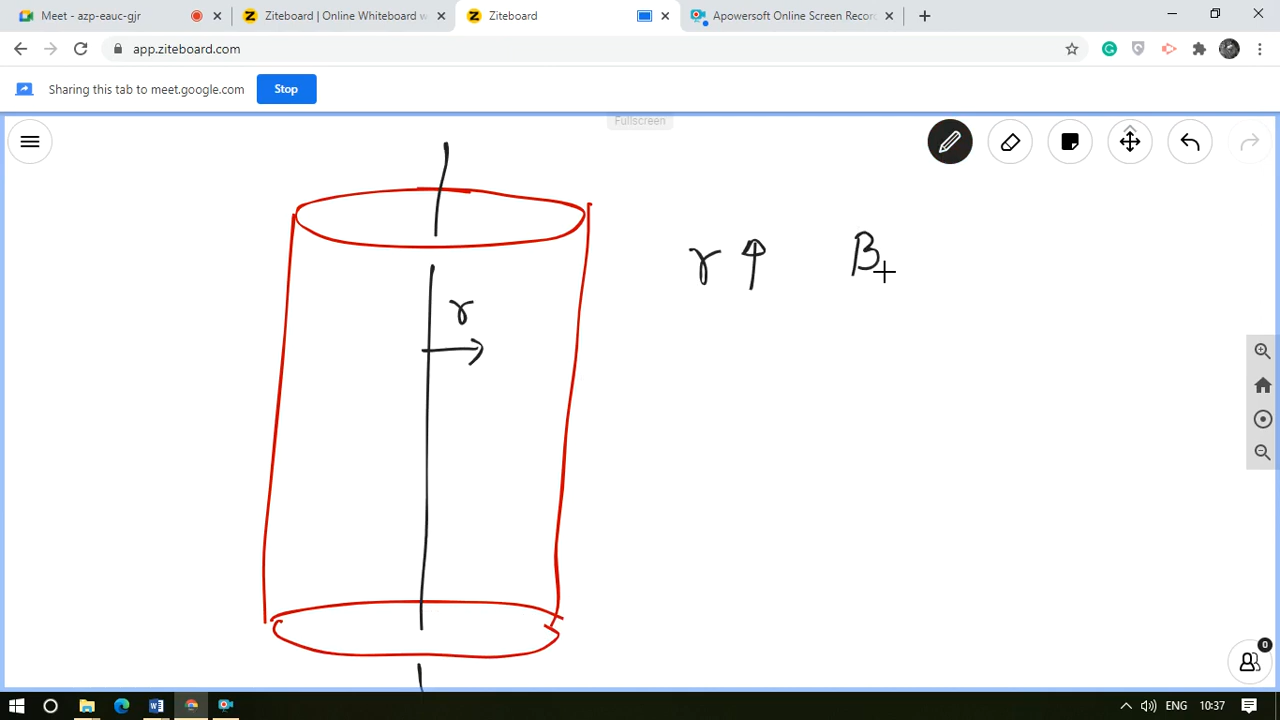 Meet - azp-eauc-gjr
Ziteboard | Online Whiteboard w
Ziteboard
Apowersoft Online Screen Recor
app.ziteboard.com
Sharing this tab to meet.google.com
Stop
Fullscreen
r ↑ B
r
0
ENG
10:37